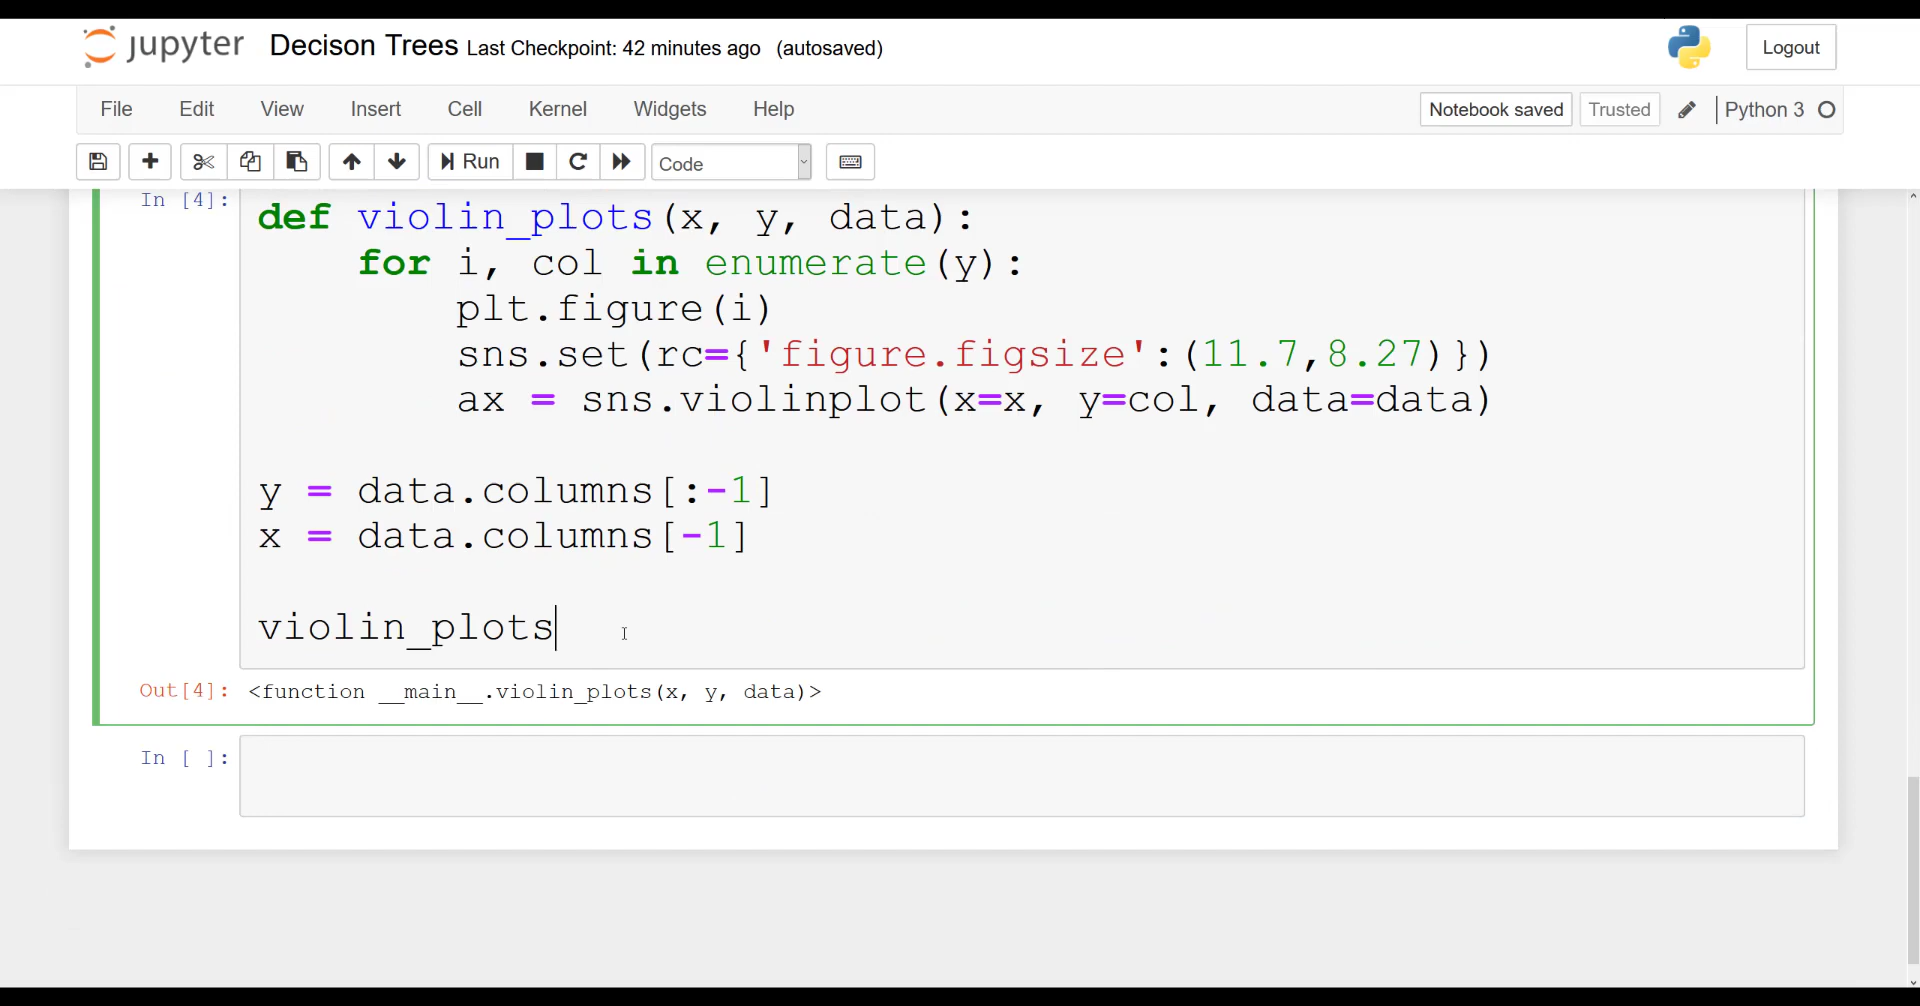 jupyter Decison Trees Last Checkpoint: 42 minutes ago (autosaved) Logout
File Edit View Insert Cell Kernel Widgets Help Notebook saved Trusted Python 3
Run Code
In [4]: def violin_plots(x, y, data):
    for i, col in enumerate(y):
        plt.figure(i)
        sns.set(rc={'figure.figsize':(11.7,8.27)})
        ax = sns.violinplot(x=x, y=col, data=data)
y = data.columns[:-1]
x = data.columns[-1]
violin_plots
Out[4]: <function __main__.violin_plots(x, y, data)>
In [ ]: